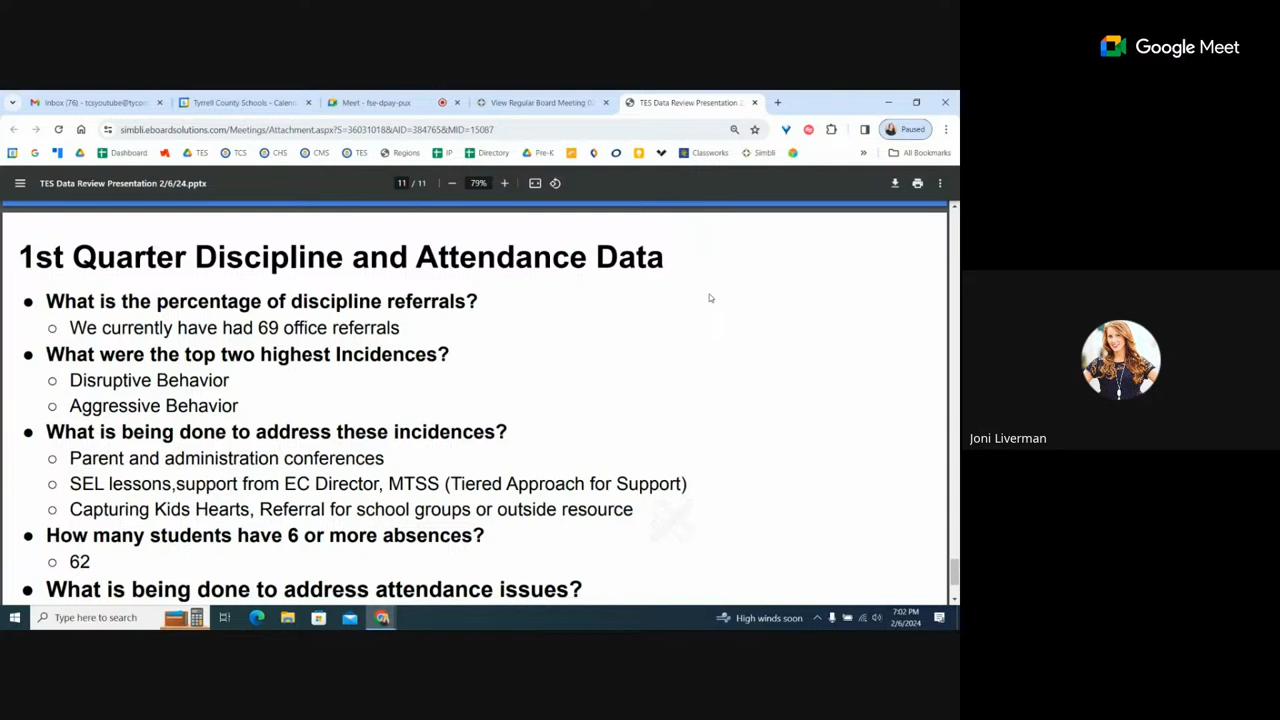 Google Meet
Inbox (76) - tcsyoutube@tycom
Tyrrell County Schools - Calend
Meet - fse-dpay-pux
View Regular Board Meeting 02
TES Data Review Presentation 2
simbli.eboardsolutions.com/Meetings/Attachment.aspx?S=36031018&AID=384765&MID=15087
Paused
Dashboard
TES
TCS
CHS
CMS
TES
Regions
IP
Directory
Pre-K
Classworks
Simbli
All Bookmarks
TES Data Review Presentation 2/6/24.pptx
11 / 11
79%
1st Quarter Discipline and Attendance Data
● What is the percentage of discipline referrals?
○ We currently have had 69 office referrals
● What were the top two highest Incidences?
○ Disruptive Behavior
○ Aggressive Behavior
● What is being done to address these incidences?
○ Parent and administration conferences
○ SEL lessons,support from EC Director, MTSS (Tiered Approach for Support)
○ Capturing Kids Hearts, Referral for school groups or outside resource
● How many students have 6 or more absences?
○ 62
● What is being done to address attendance issues?
Joni Liverman
Type here to search
High winds soon
7:02 PM
2/6/2024